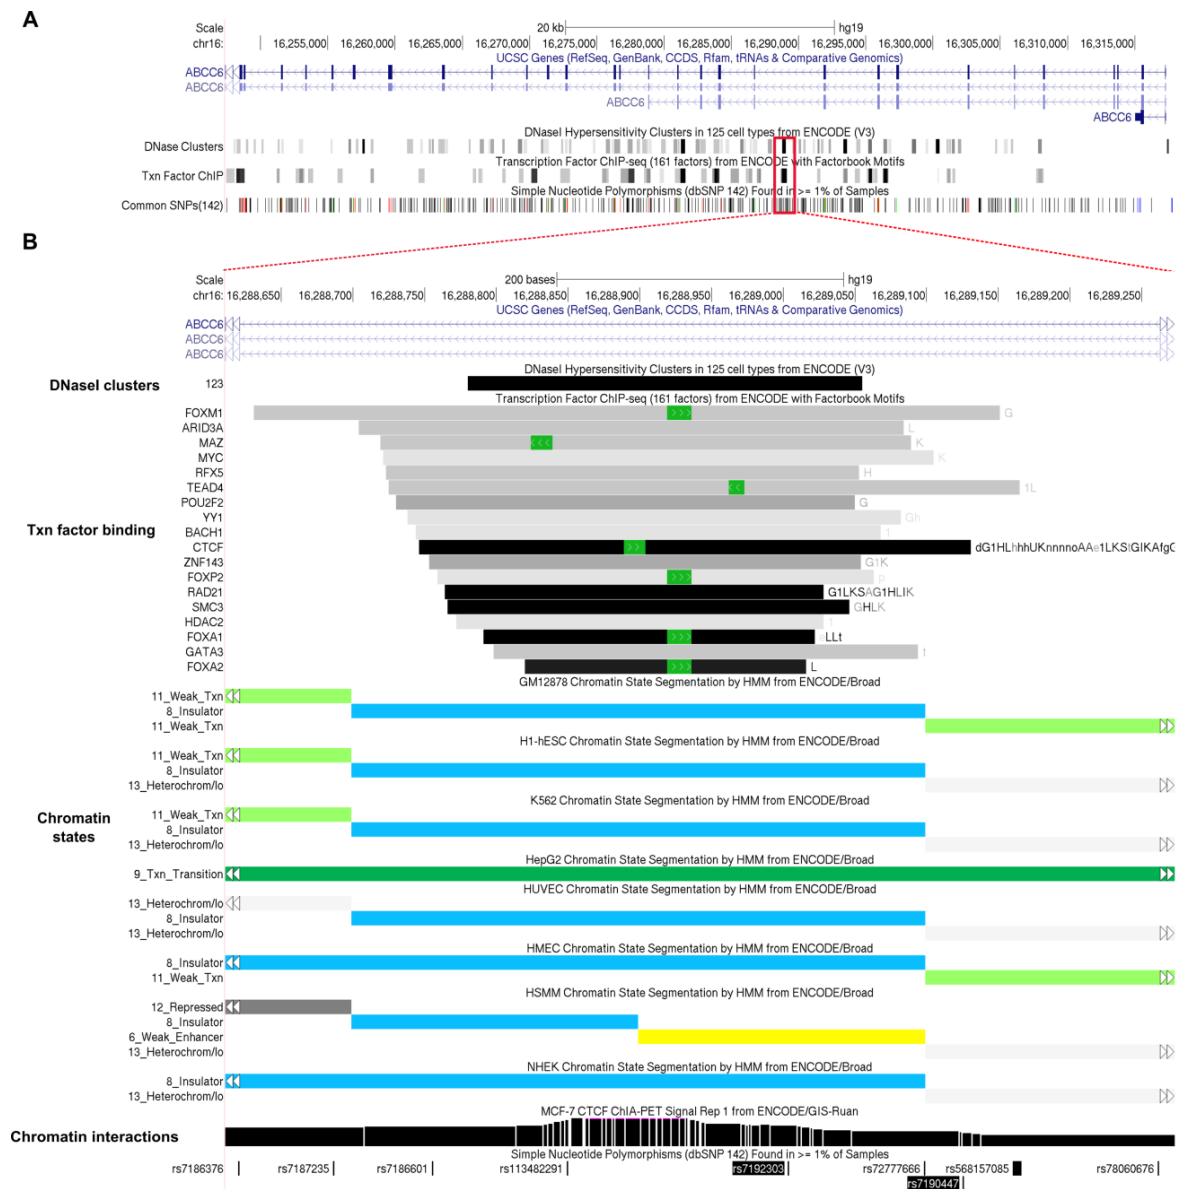 A
Scale 20 kb hg19
chr16: 16,255,000 16,260,000 16,265,000 16,270,000 16,275,000 16,280,000 16,285,000 16,290,000 16,295,000 16,300,000 16,305,000 16,310,000 16,315,000
UCSC Genes (RefSeq, GenBank, CCDS, Rfam, tRNAs & Comparative Genomics)
ABCC6
ABCC6
ABCC6
ABCC6
DNaseI Hypersensitivity Clusters in 125 cell types from ENCODE (V3)
DNase Clusters
Transcription Factor ChIP-seq (161 factors) from ENCODE with Factorbook Motifs
Txn Factor ChIP
Simple Nucleotide Polymorphisms (dbSNP 142) Found in >= 1% of Samples
Common SNPs(142)
B
Scale 200 bases hg19
chr16: 16,288,650 16,288,700 16,288,750 16,288,800 16,288,850 16,288,900 16,288,950 16,289,000 16,289,050 16,289,100 16,289,150 16,289,200 16,289,250
UCSC Genes (RefSeq, GenBank, CCDS, Rfam, tRNAs & Comparative Genomics)
ABCC6
ABCC6
ABCC6
DNaseI Hypersensitivity Clusters in 125 cell types from ENCODE (V3)
DNaseI clusters 123
Transcription Factor ChIP-seq (161 factors) from ENCODE with Factorbook Motifs
FOXM1 G
ARID3A L
MAZ K
MYC K
RFX5 H
TEAD4 1L
POU2F2 G
YY1 Gh
Txn factor binding
BACH1 1
CTCF
ZNF143 G1K
FOXP2 p
RAD21 G1LKSAG1HLIK
SMC3 GHLK
HDAC2 1
FOXA1 eLLt
GATA3 t
FOXA2 L
GM12878 Chromatin State Segmentation by HMM from ENCODE/Broad
11_Weak_Txn
8_Insulator
11_Weak_Txn
H1-hESC Chromatin State Segmentation by HMM from ENCODE/Broad
11_Weak_Txn
8_Insulator
13_Heterochrom/lo
K562 Chromatin State Segmentation by HMM from ENCODE/Broad
Chromatin states
11_Weak_Txn
8_Insulator
13_Heterochrom/lo
HepG2 Chromatin State Segmentation by HMM from ENCODE/Broad
9_Txn_Transition
HUVEC Chromatin State Segmentation by HMM from ENCODE/Broad
13_Heterochrom/lo
8_Insulator
13_Heterochrom/lo
HMEC Chromatin State Segmentation by HMM from ENCODE/Broad
8_Insulator
11_Weak_Txn
HSMM Chromatin State Segmentation by HMM from ENCODE/Broad
12_Repressed
8_Insulator
6_Weak_Enhancer
13_Heterochrom/lo
NHEK Chromatin State Segmentation by HMM from ENCODE/Broad
8_Insulator
13_Heterochrom/lo
MCF-7 CTCF ChIA-PET Signal Rep 1 from ENCODE/GIS-Ruan
Chromatin interactions
Simple Nucleotide Polymorphisms (dbSNP 142) Found in >= 1% of Samples
rs7186376 rs7187235 rs7186601 rs113482291 rs7192303 rs72777666 rs568157085 rs78060676
rs7190447